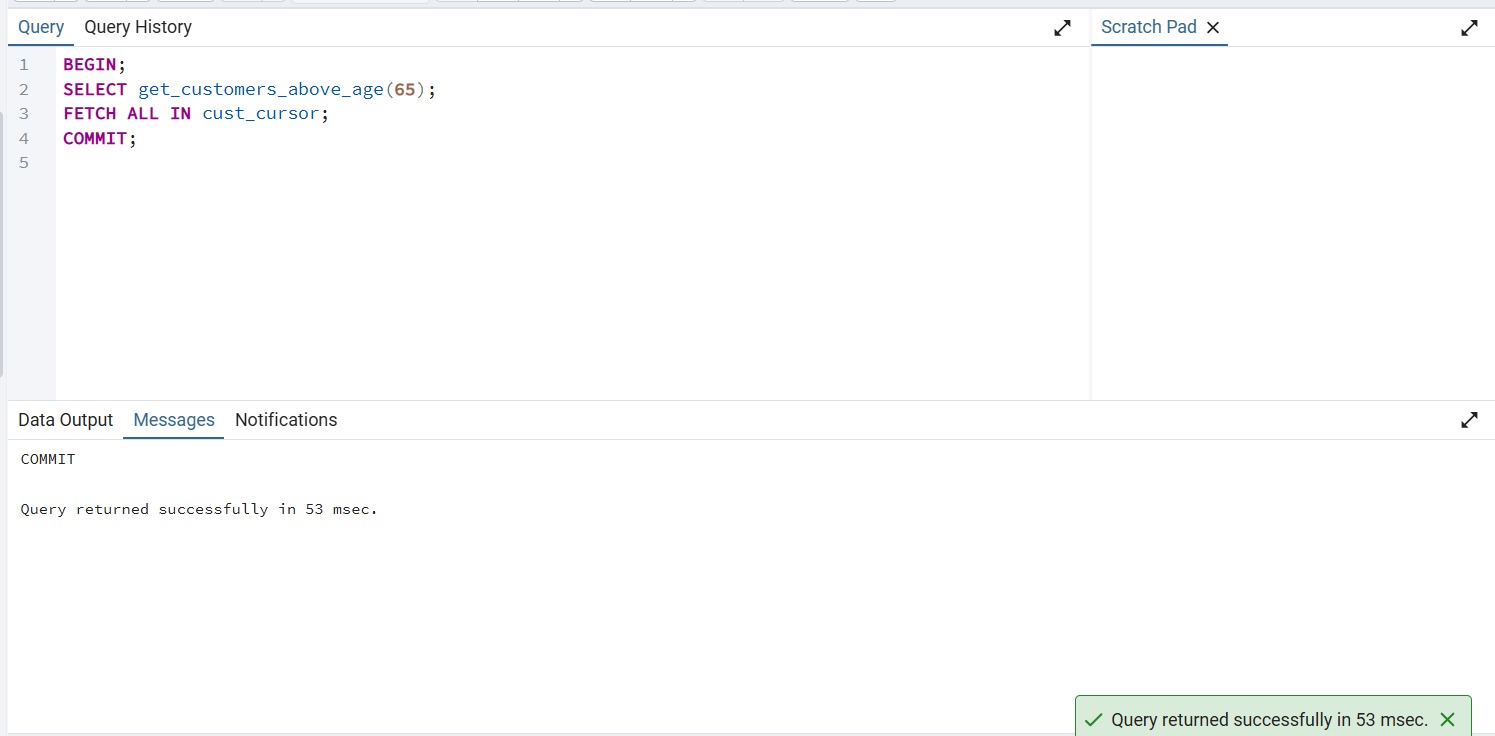 Query Query History Scratch Pad
1 BEGIN;
2 SELECT get_customers_above_age(65);
3 FETCH ALL IN cust_cursor;
4 COMMIT;
5
Data Output Messages Notifications
COMMIT
Query returned successfully in 53 msec.
Query returned successfully in 53 msec.